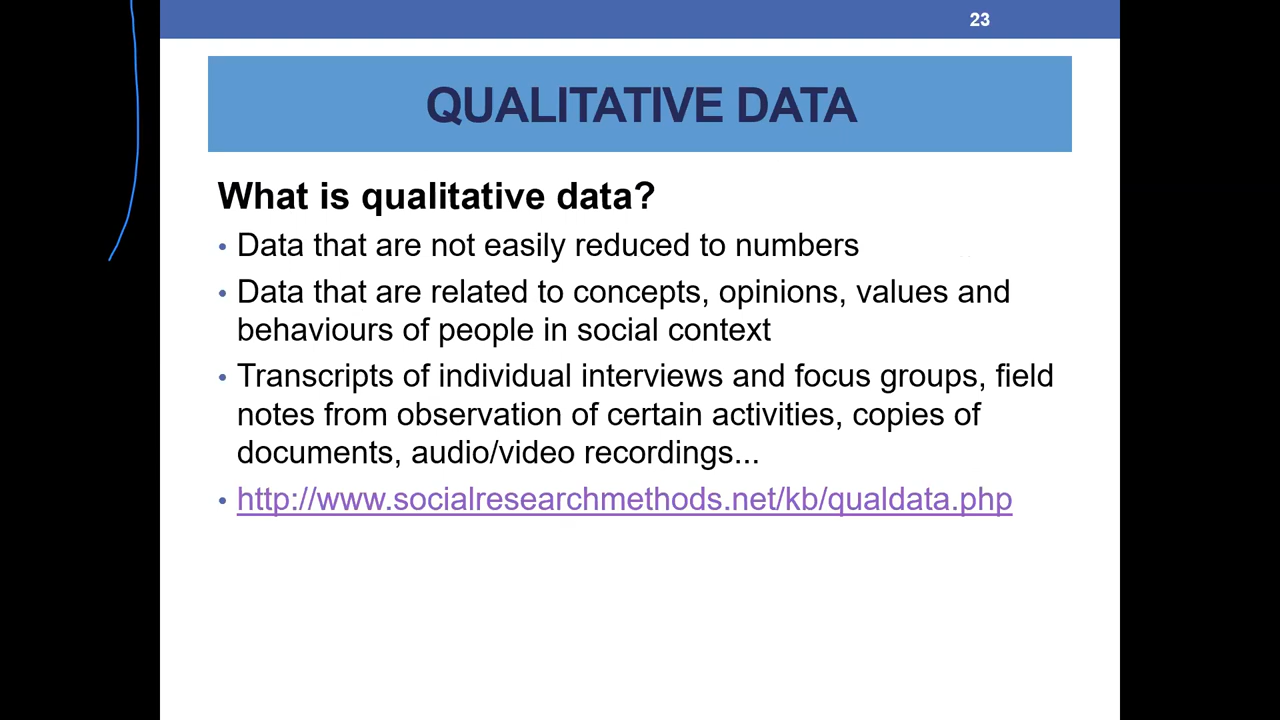 23
QUALITATIVE DATA
What is qualitative data?
• Data that are not easily reduced to numbers
• Data that are related to concepts, opinions, values and
behaviours of people in social context
• Transcripts of individual interviews and focus groups, field
notes from observation of certain activities, copies of
documents, audio/video recordings...
• http://www.socialresearchmethods.net/kb/qualdata.php